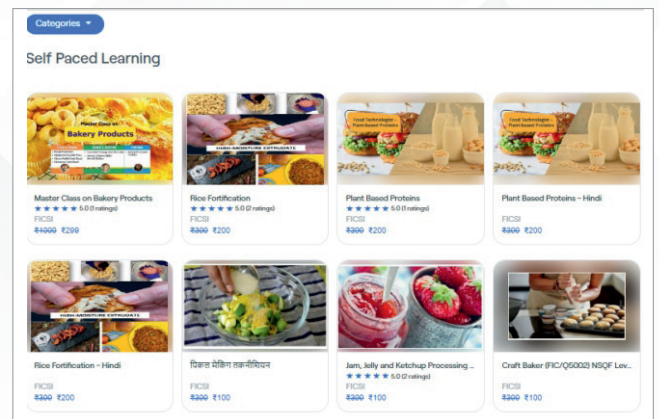 Categories
Self Paced Learning
Master Class on
Bakery Products
HIGH-MOISTURE EXTRUDATE
Food Technologist -
Plant-Based Proteins
Food Technologist -
Plant-Based Proteins
Master Class on Bakery Products
★★★★★ 5.0 (1 ratings)
FICSI
₹1000 ₹299
Rice Fortification
★★★★★ 5.0 (2 ratings)
FICSI
₹300 ₹200
Plant Based Proteins
★★★★★ 5.0 (1 ratings)
FICSI
₹300 ₹200
Plant Based Proteins - Hindi
FICSI
₹300 ₹200
HIGH-MOISTURE EXTRUDATE
Rice Fortification - Hindi
FICSI
₹300 ₹200
पिकल मेकिंग तकनीशियन
FICSI
₹300 ₹100
Jam, Jelly and Ketchup Processing ...
★★★★★ 5.0 (2 ratings)
FICSI
₹300 ₹100
Craft Baker (FIC/Q5002) NSQF Lev...
FICSI
₹300 ₹100